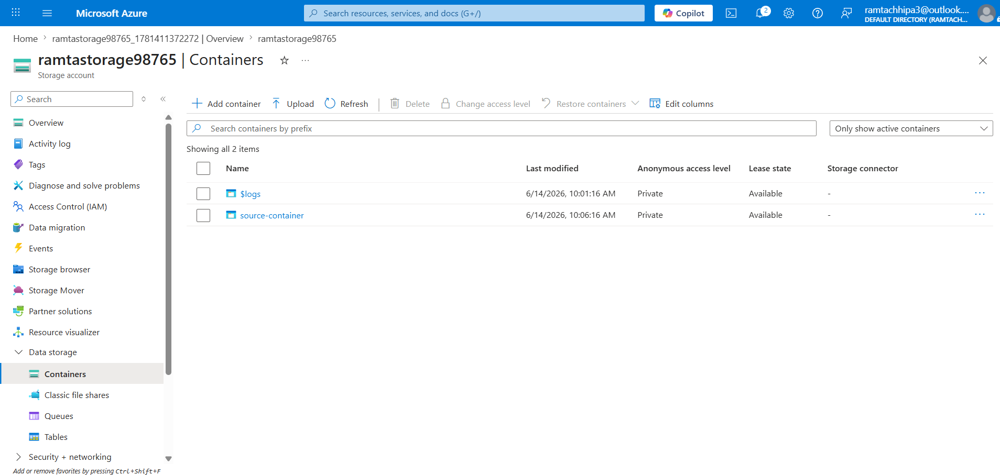 Microsoft Azure
Search resources, services, and docs (G+/)
Copilot
2
ramtachhipa3@outlook....
DEFAULT DIRECTORY (RAMTACH...
Home > ramtastorage98765_1781411372272 | Overview > ramtastorage98765
ramtastorage98765 | Containers
Storage account
Search
Add container
Upload
Refresh
Delete
Change access level
Restore containers
Edit columns
Search containers by prefix
Only show active containers
Showing all 2 items
Name Last modified Anonymous access level Lease state Storage connector
$logs 6/14/2026, 10:01:16 AM Private Available -
source-container 6/14/2026, 10:06:16 AM Private Available -
Overview
Activity log
Tags
Diagnose and solve problems
Access Control (IAM)
Data migration
Events
Storage browser
Storage Mover
Partner solutions
Resource visualizer
Data storage
Containers
Classic file shares
Queues
Tables
Security + networking
Add or remove favorites by pressing Ctrl+Shift+F